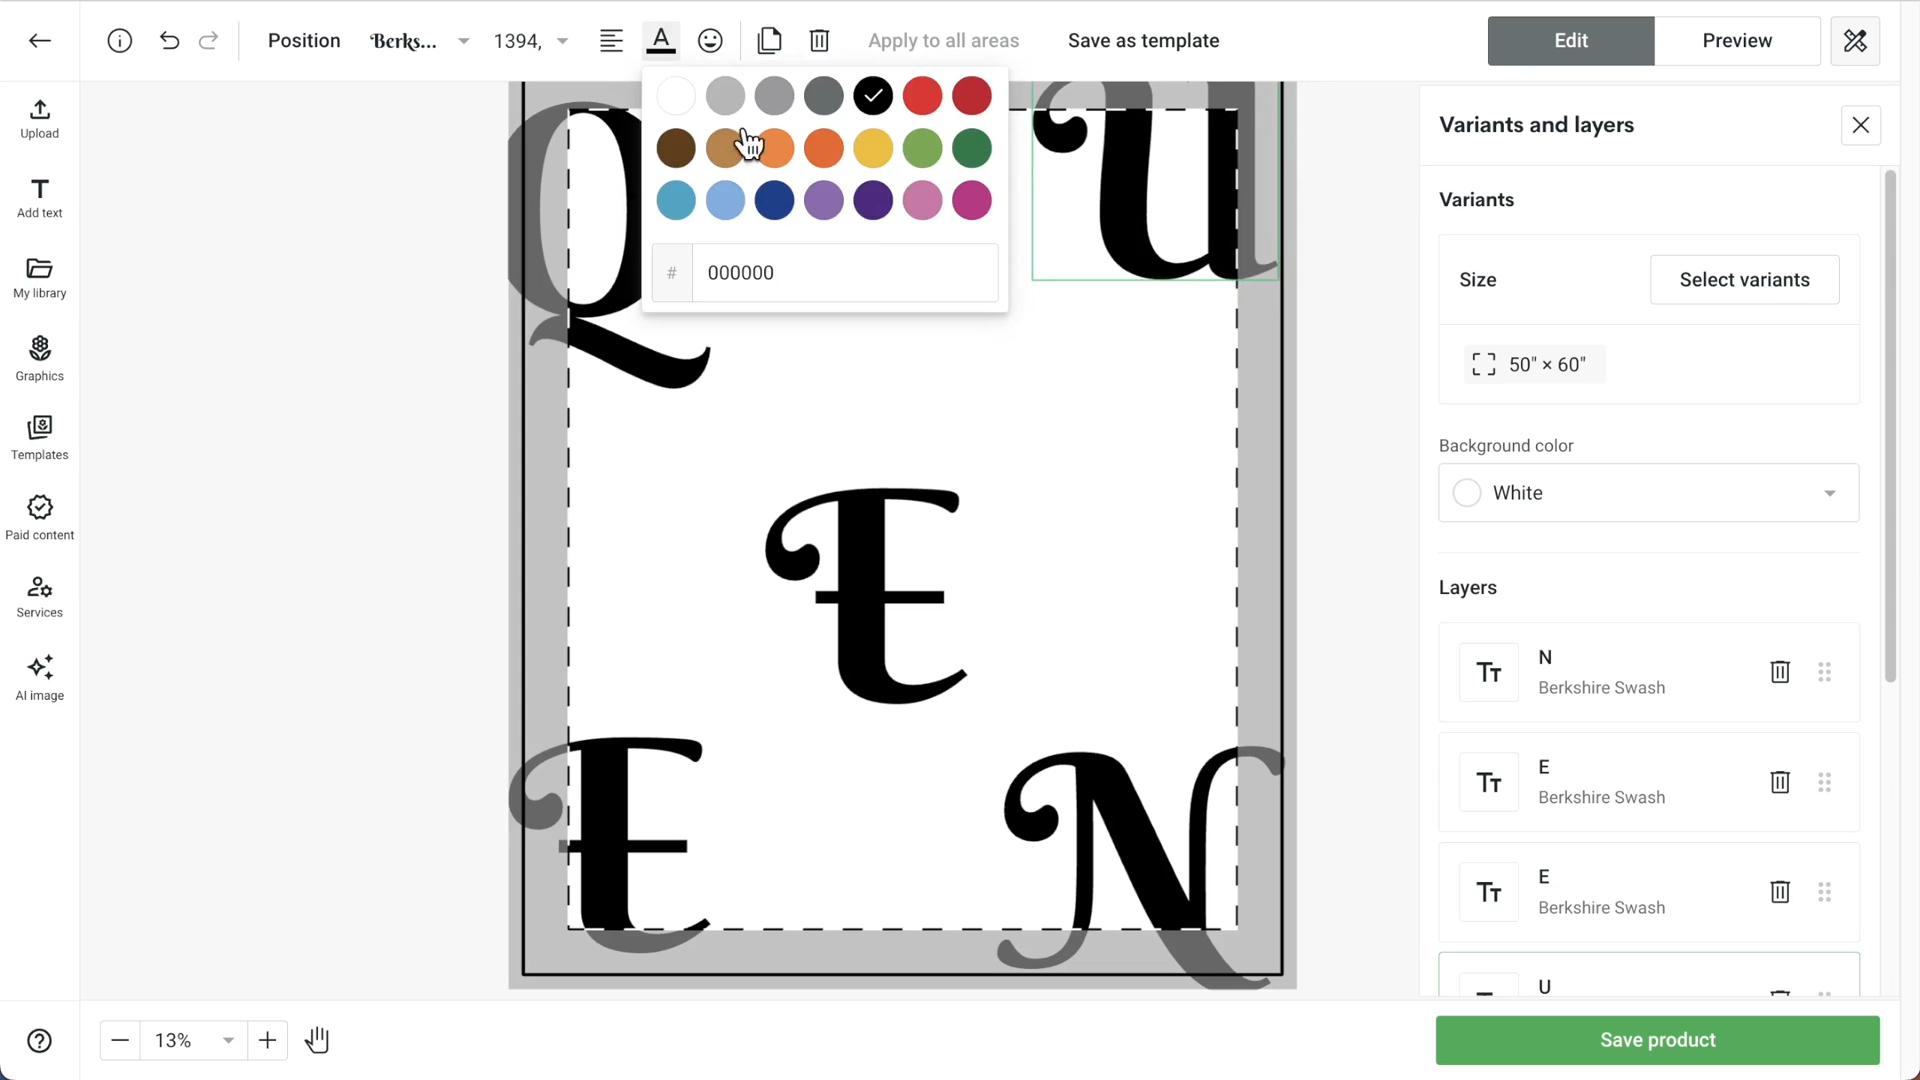 Position
Berks...
1394,
Apply to all areas
Save as template
Edit
Preview
Upload
Add text
My library
Graphics
Templates
Paid content
Services
AI image
# 000000
Q
U
E
E
N
Variants and layers
Variants
Size
Select variants
50" × 60"
Background color
White
Layers
N
Berkshire Swash
E
Berkshire Swash
E
Berkshire Swash
U
13%
Save product